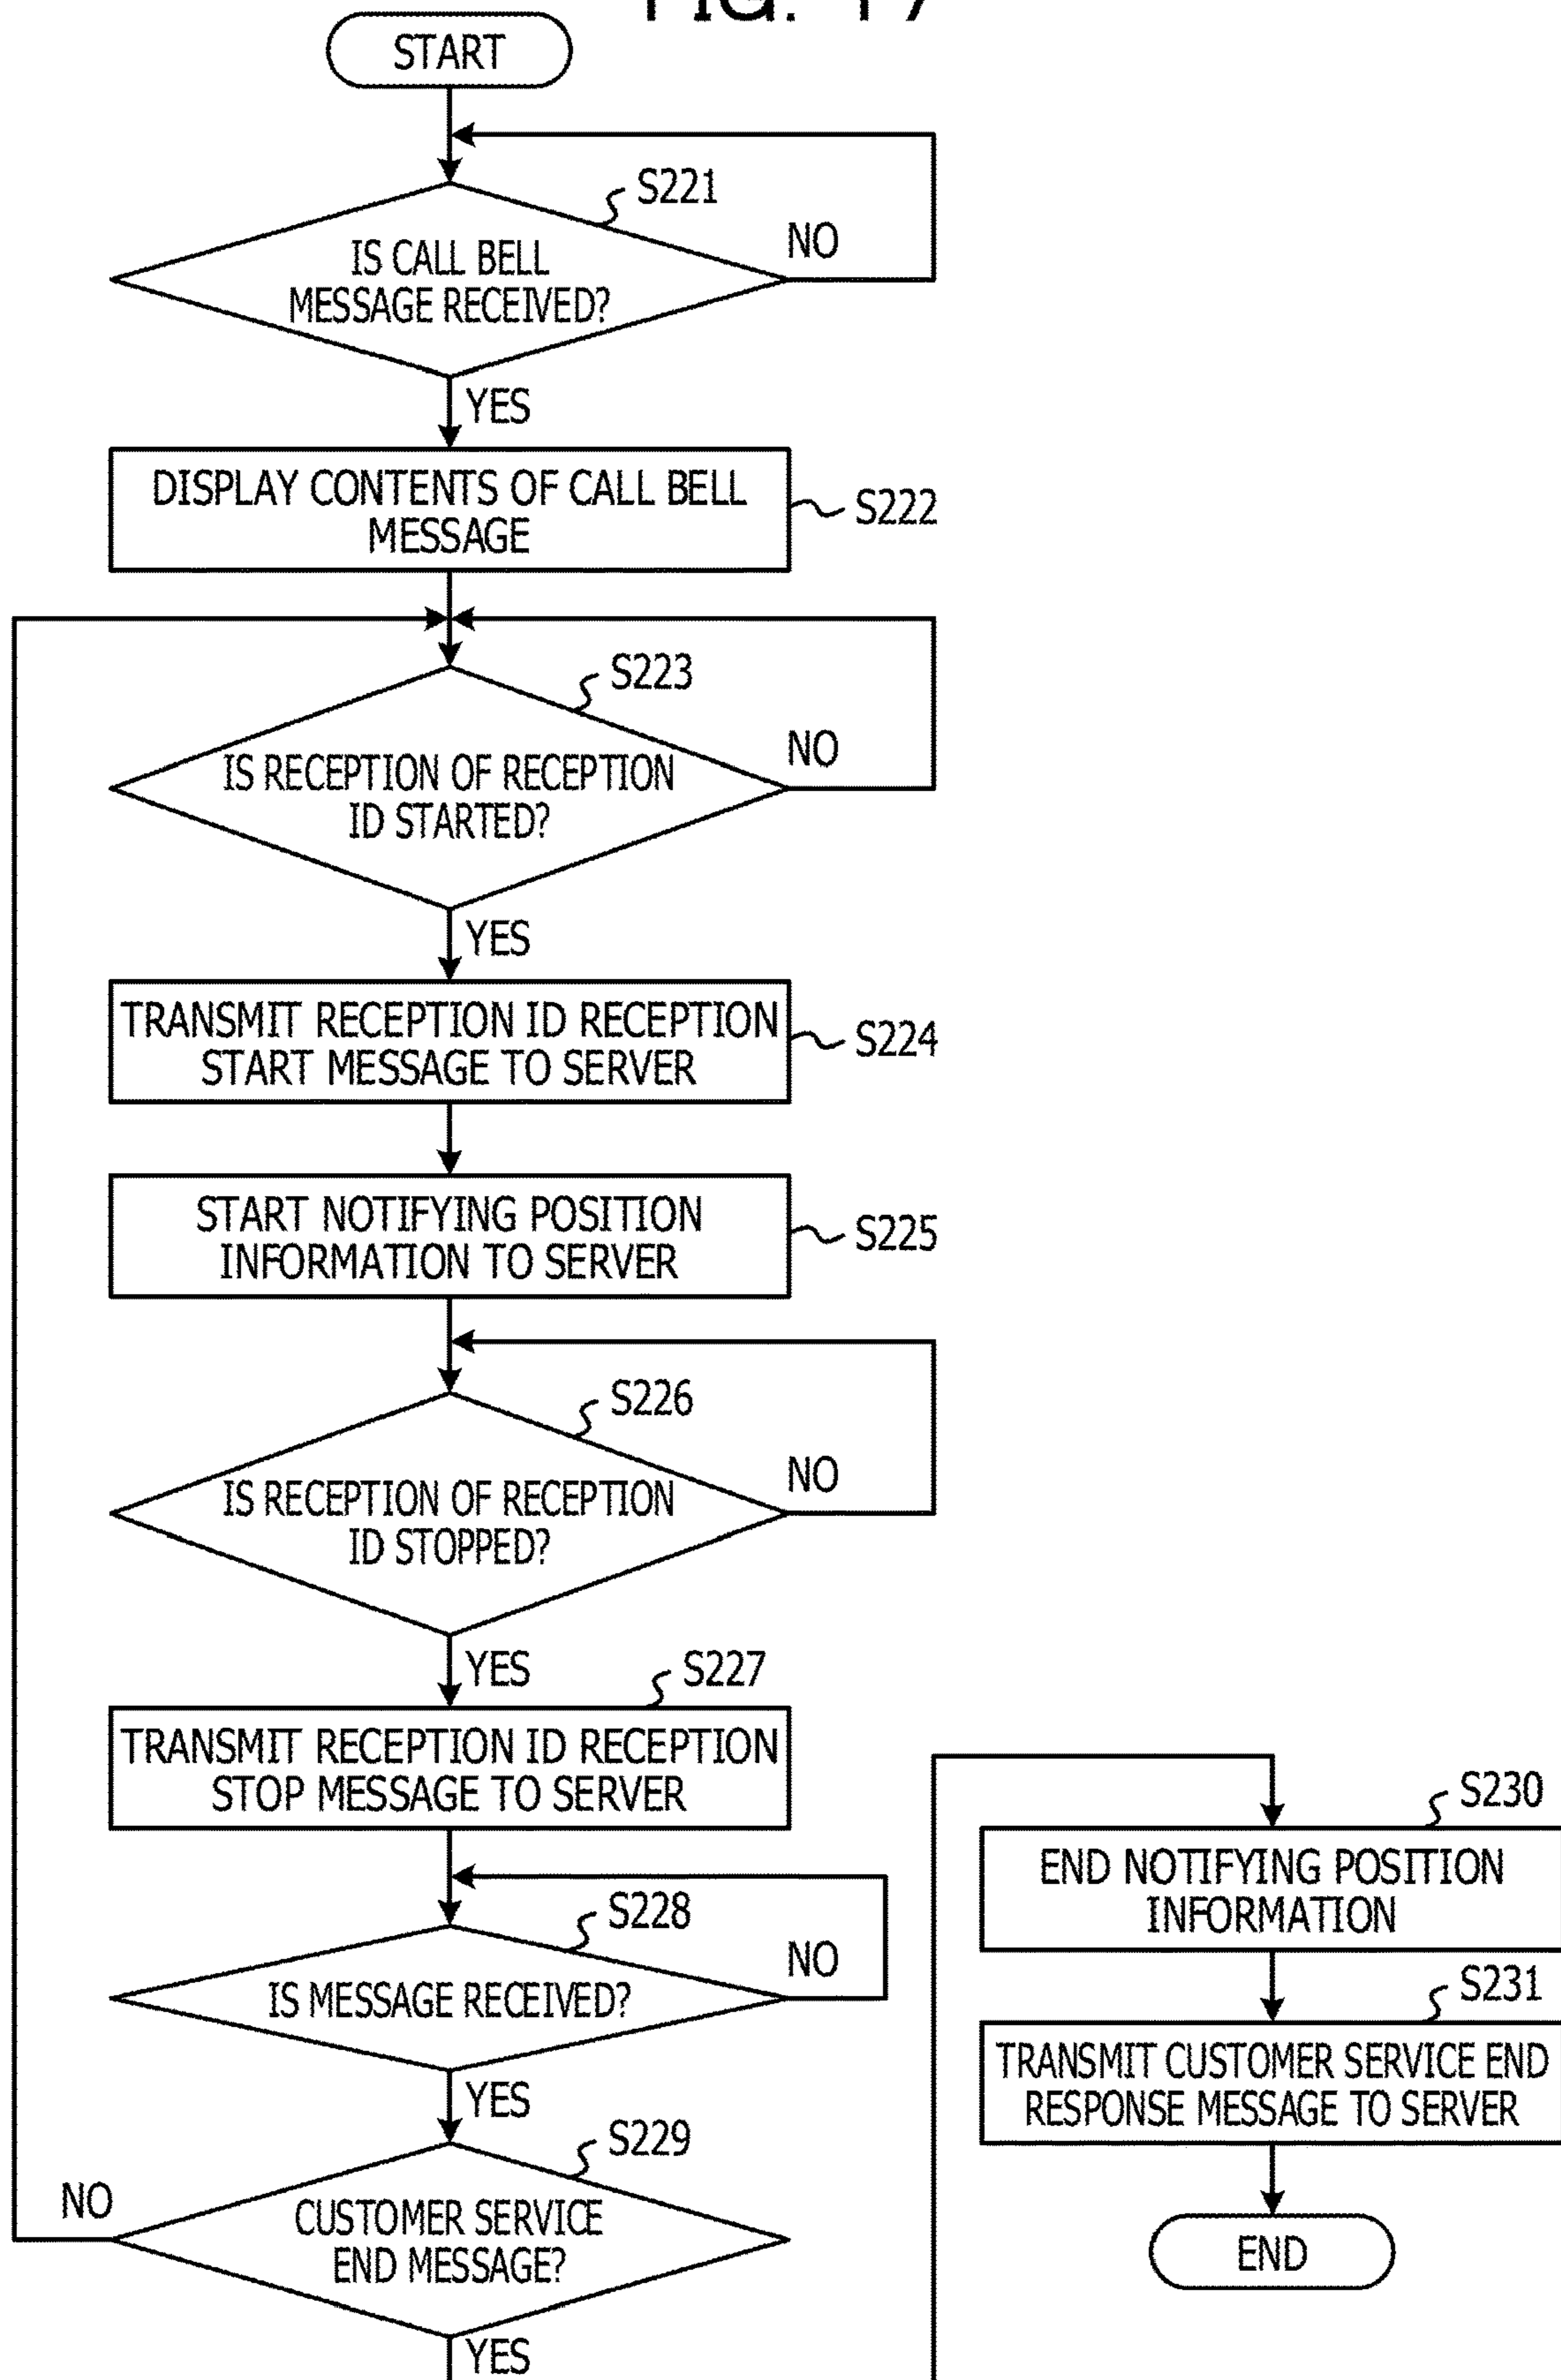 FIG. 17
START
S221
IS CALL BELL
MESSAGE RECEIVED?
NO
YES
DISPLAY CONTENTS OF CALL BELL
MESSAGE
S222
S223
IS RECEPTION OF RECEPTION
ID STARTED?
NO
YES
TRANSMIT RECEPTION ID RECEPTION
START MESSAGE TO SERVER
S224
START NOTIFYING POSITION
INFORMATION TO SERVER
S225
S226
IS RECEPTION OF RECEPTION
ID STOPPED?
NO
YES
S227
TRANSMIT RECEPTION ID RECEPTION
STOP MESSAGE TO SERVER
S228
IS MESSAGE RECEIVED?
NO
YES
S229
CUSTOMER SERVICE
END MESSAGE?
NO
YES
S230
END NOTIFYING POSITION
INFORMATION
S231
TRANSMIT CUSTOMER SERVICE END
RESPONSE MESSAGE TO SERVER
END